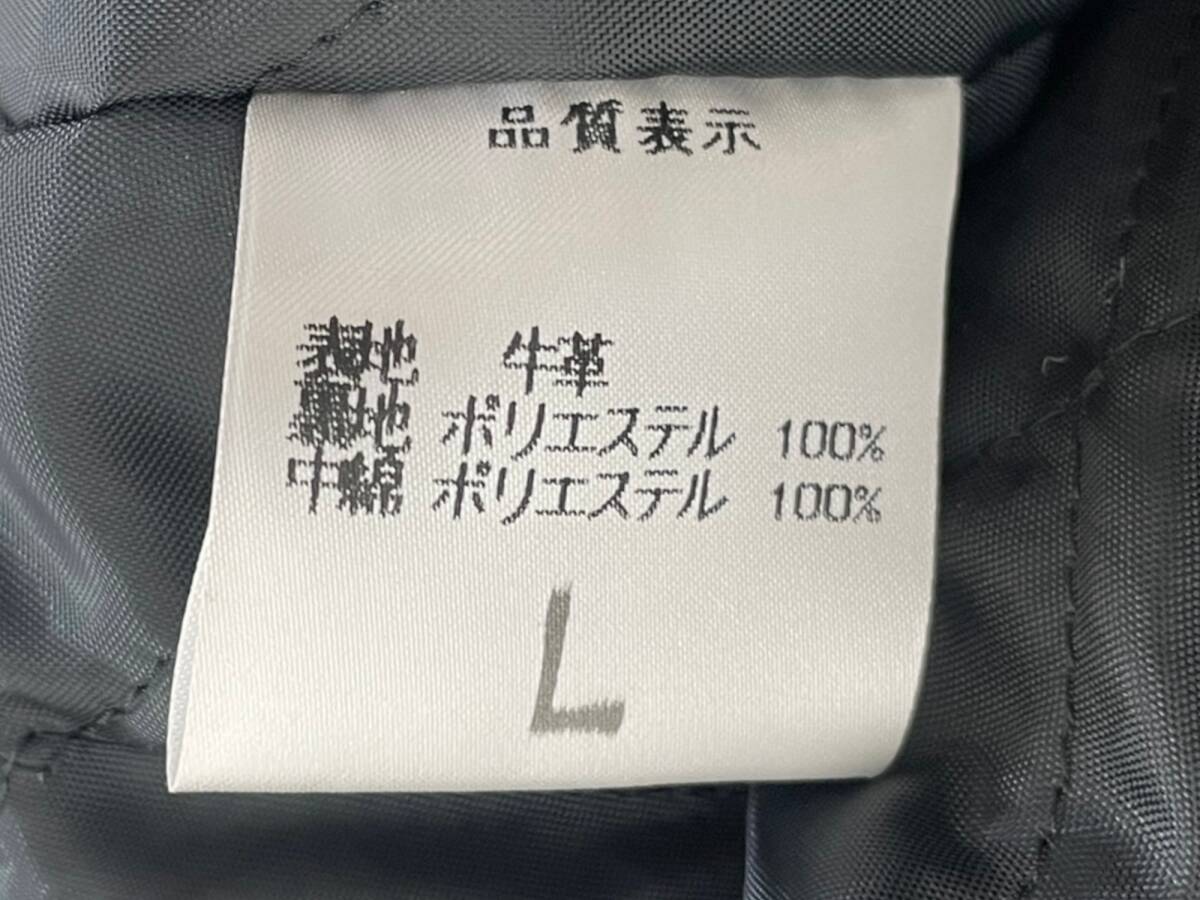 品質表示
表地 牛革
裏地 ポリエステル 100%
中綿 ポリエステル 100%
L